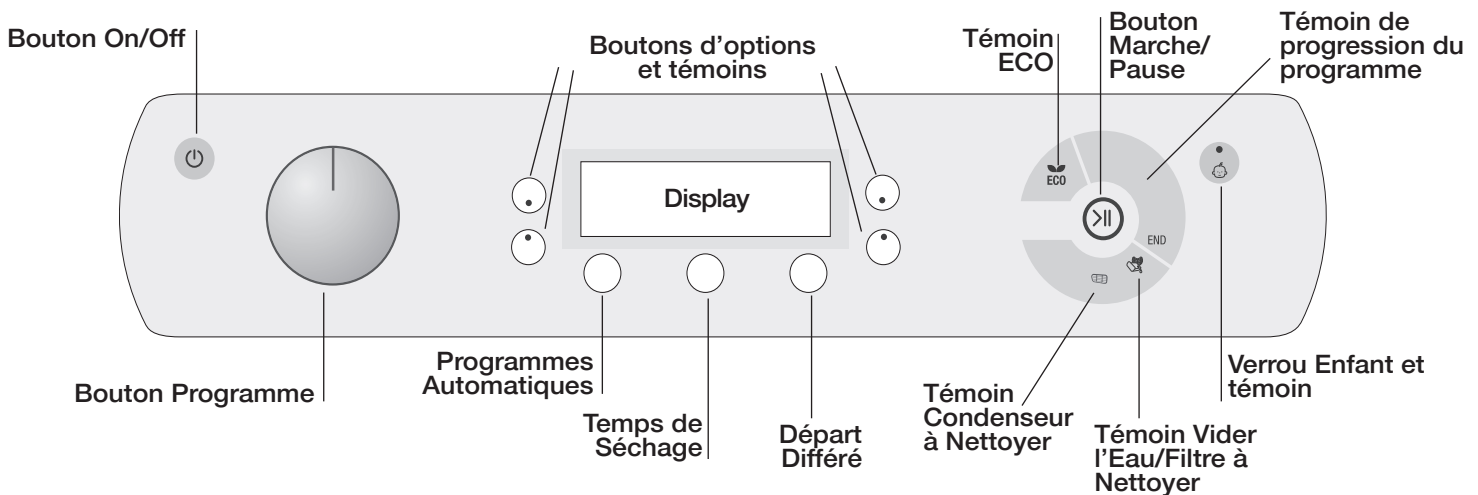 Bouton On/Off
Boutons d'options
et témoins
Témoin
ECO
Bouton
Marche/
Pause
Témoin de
progression du
programme
Display
ECO
END
Bouton Programme
Programmes
Automatiques
Temps de
Séchage
Départ
Différé
Témoin
Condenseur
à Nettoyer
Témoin Vider
l'Eau/Filtre à
Nettoyer
Verrou Enfant et
témoin